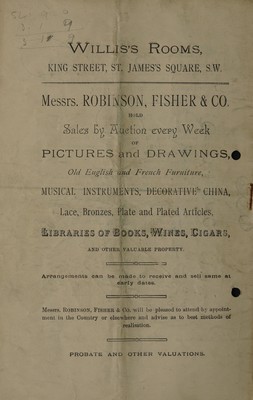 WILLIS'S ROOMS,
KING STREET, ST. JAMES'S SQUARE, S.W.
Messrs. ROBINSON, FISHER & CO.
HOLD
Sales by Auction every Week
OF
PICTURES and DRAWINGS,
Old English and French Furniture,
MUSICAL INSTRUMENTS, DECORATIVE CHINA,
Lace, Bronzes, Plate and Plated Articles,
LIBRARIES OF BOOKS, WINES, CIGARS,
AND OTHER VALUABLE PROPERTY.
Arrangements can be made to receive and sell same at
early dates.
Messrs. ROBINSON, FISHER & CO. will be pleased to attend by appoint-
ment in the Country or elsewhere and advise as to best methods of
realisation.
PROBATE AND OTHER VALUATIONS.